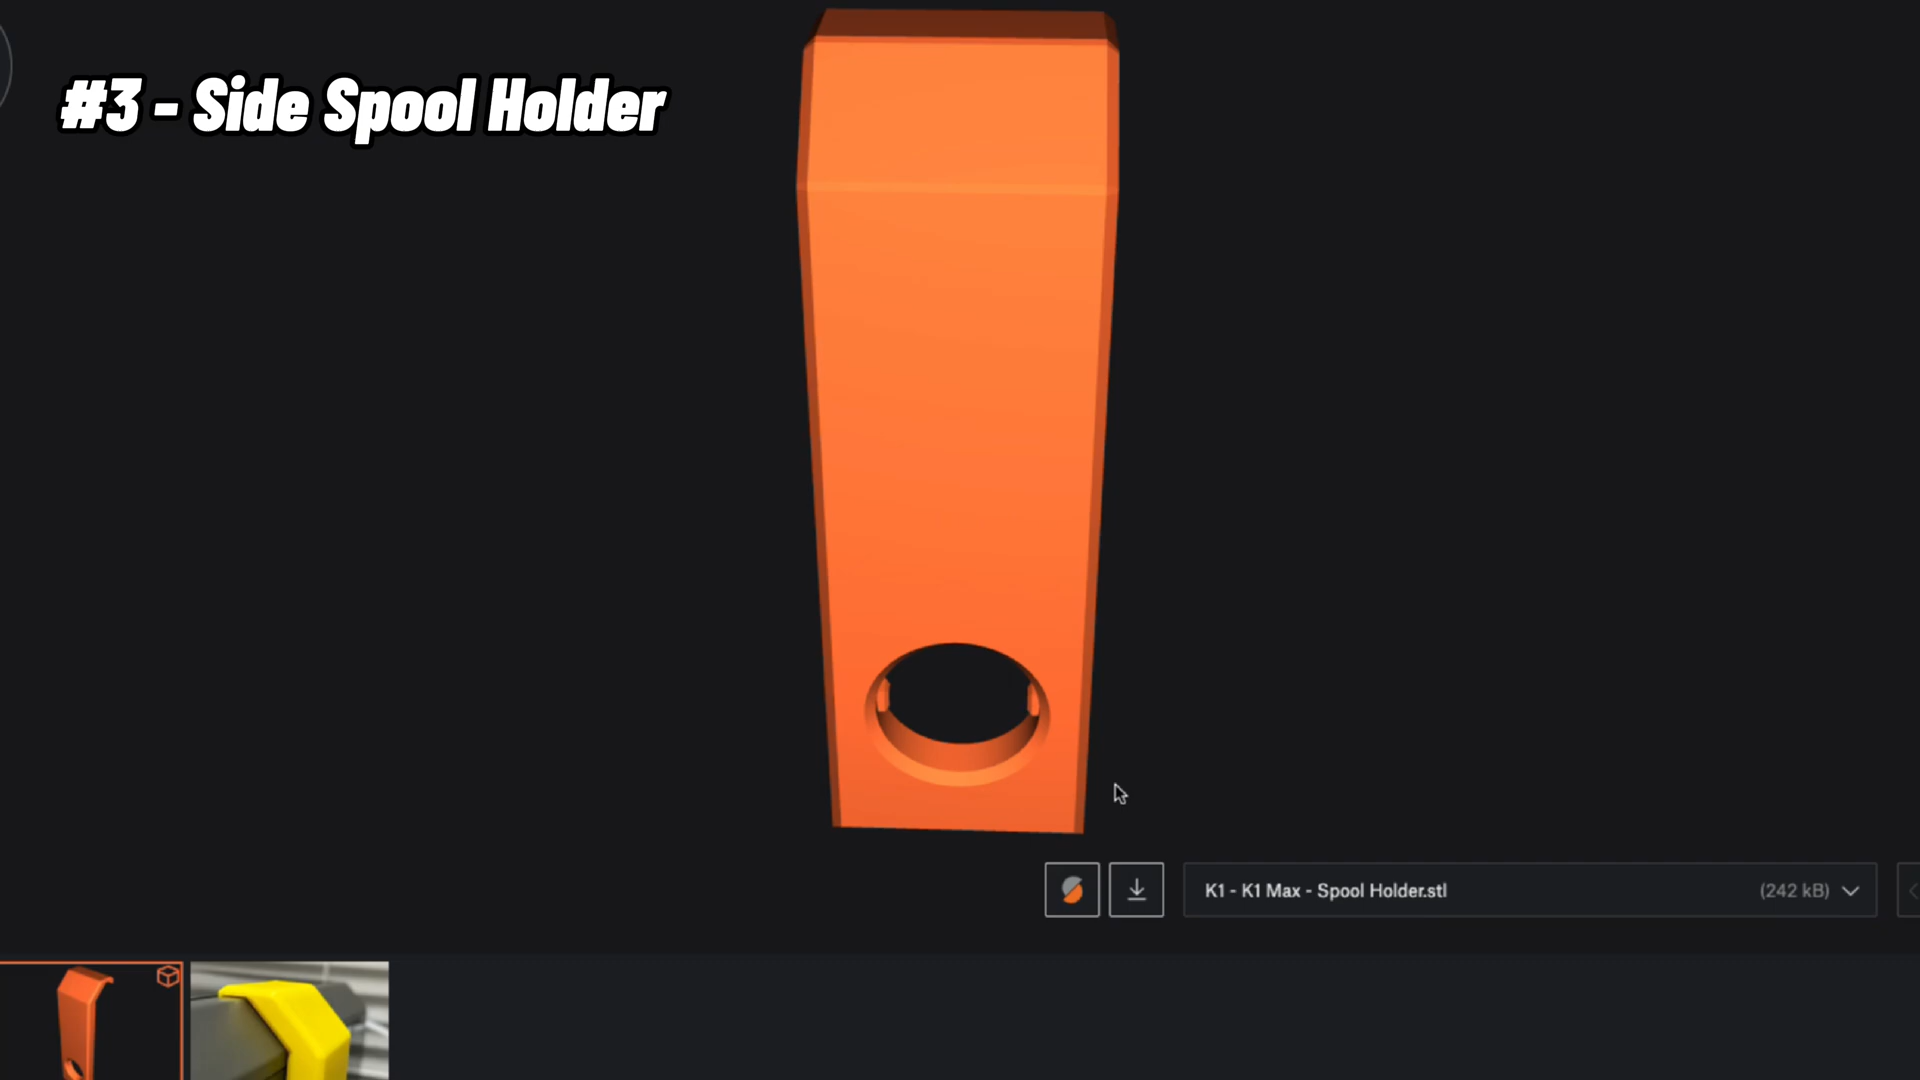 #3 - Side Spool Holder
K1 - K1 Max - Spool Holder.stl (242 kB)